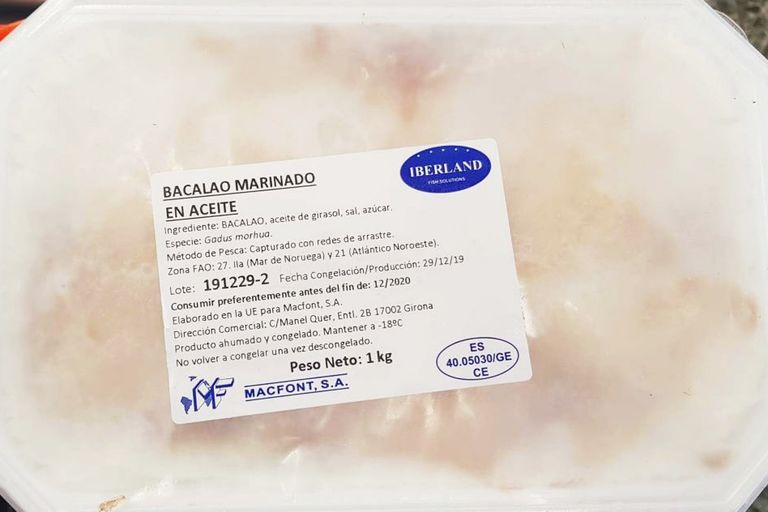 BACALAO MARINADO
EN ACEITE
IBERLAND
FISH SOLUTIONS
Ingrediente: BACALAO, aceite de girasol, sal, azúcar.
Especie: Gadus morhua.
Método de Pesca: Capturado con redes de arrastre.
Zona FAO: 27. IIa (Mar de Noruega) y 21 (Atlántico Noroeste).
Lote: 191229-2 Fecha Congelación/Producción: 29/12/19
Consumir preferentemente antes del fin de: 12/2020
Elaborado en la UE para Macfont, S.A.
Dirección Comercial: C/Manel Quer, Entl. 2B 17002 Girona
Producto ahumado y congelado. Mantener a -18ºC
No volver a congelar una vez descongelado.
Peso Neto: 1 kg
MF
MACFONT, S.A.
ES
40.05030/GE
CE